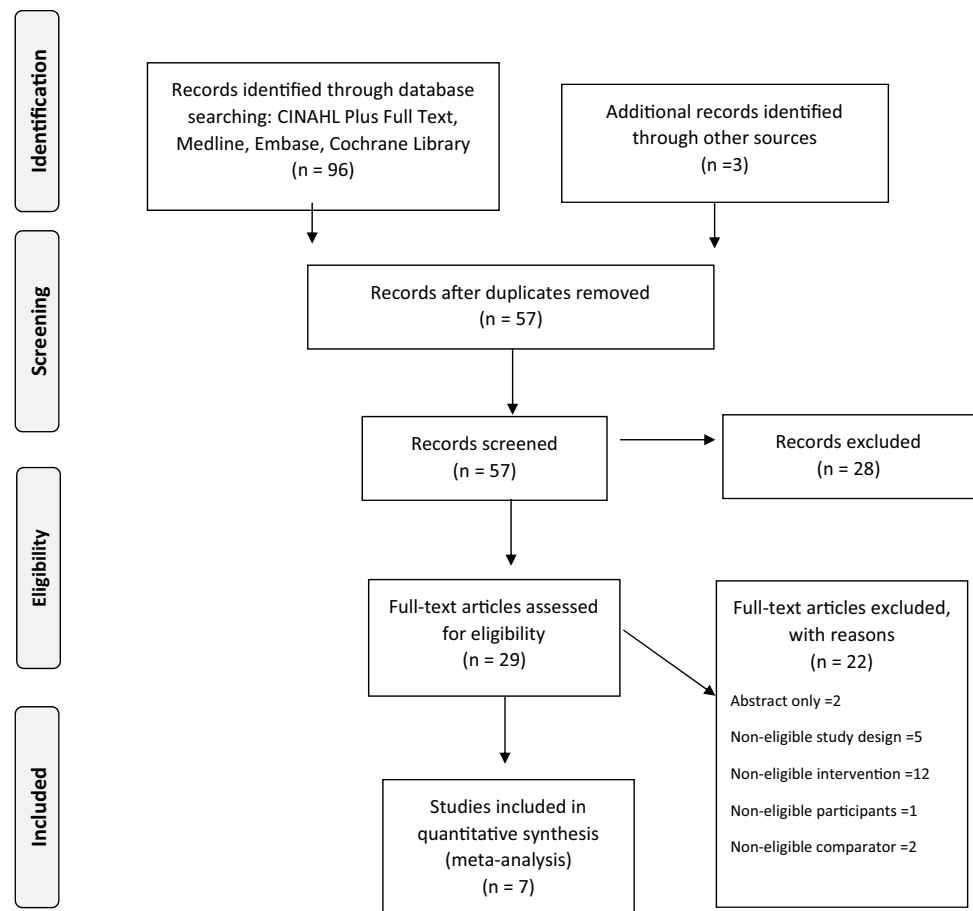 Identification
Records identified through database
searching: CINAHL Plus Full Text,
Medline, Embase, Cochrane Library
(n = 96)
Additional records identified
through other sources
(n =3)
Screening
Records after duplicates removed
(n = 57)
Records screened
(n = 57)
Records excluded
(n = 28)
Eligibility
Full-text articles assessed
for eligibility
(n = 29)
Full-text articles excluded,
with reasons
(n = 22)
Abstract only =2
Non-eligible study design =5
Non-eligible intervention =12
Non-eligible participants =1
Non-eligible comparator =2
Included
Studies included in
quantitative synthesis
(meta-analysis)
(n = 7)